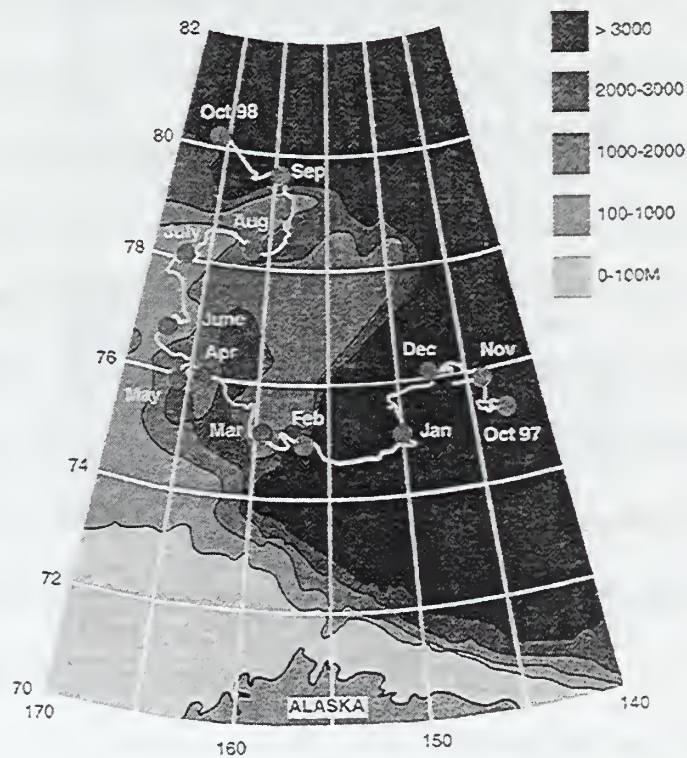 82
> 3000
2000-3000
Oct 98
80
1000-2000
Sep
Aug
100-1000
July
78
0-100M
June
Apr
Dec
Nov
76
May
Mar
Feb
Jan
Oct 97
74
72
70
170
ALASKA
140
160
150